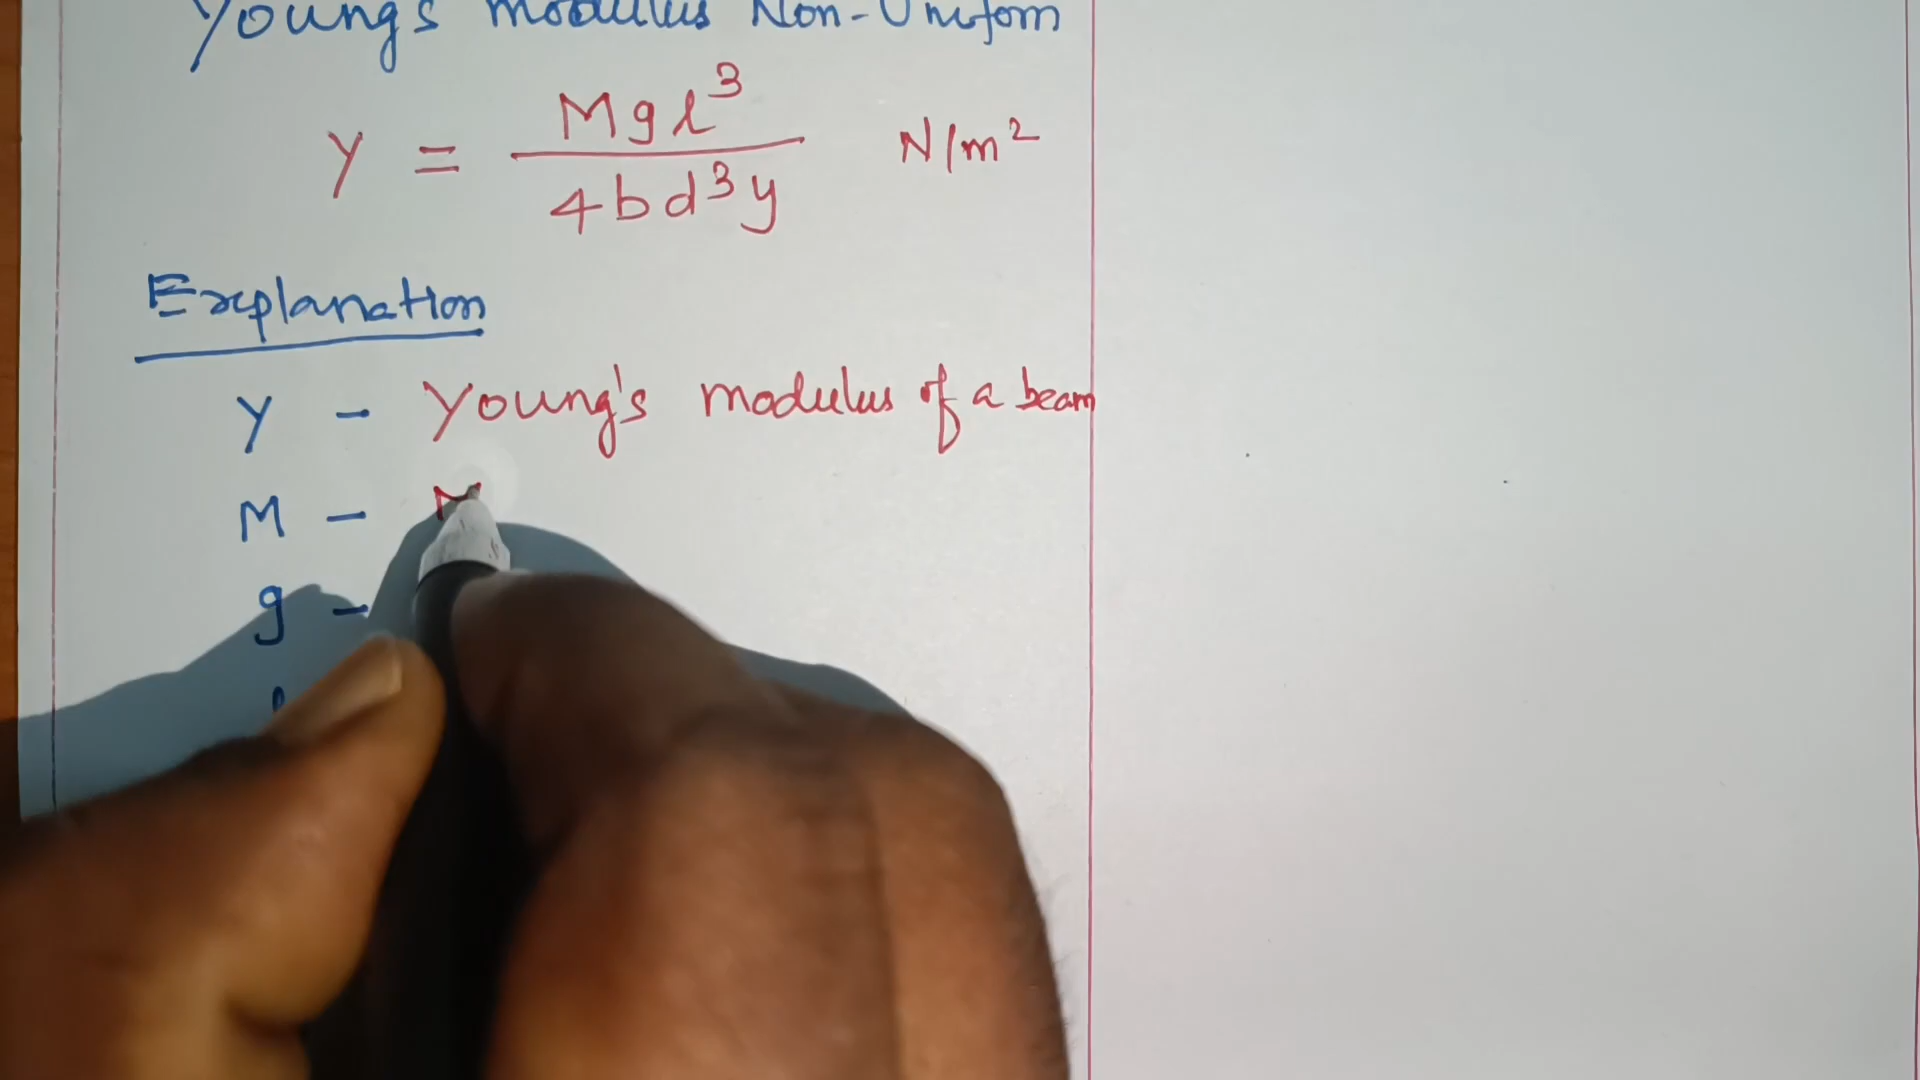 Young's modulus Non-Uniform
Y = Mgl³ / 4bd³y N/m²
Explanation
Y - Young's modulus of a beam
M - M
g -
l